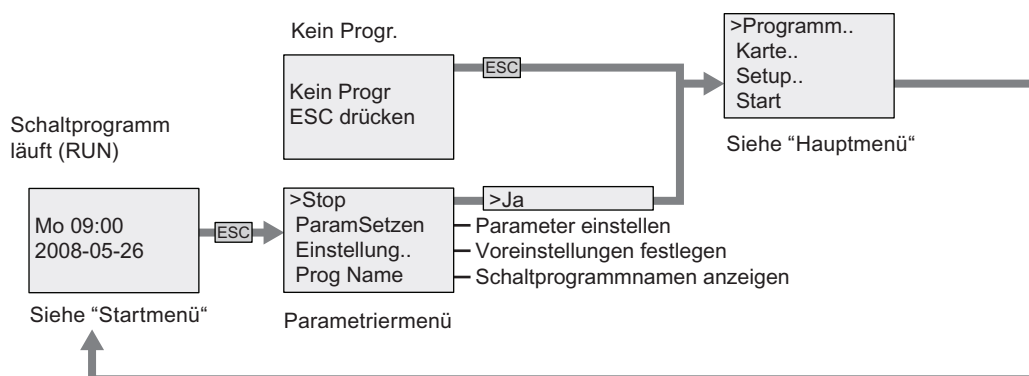 Kein Progr.
Kein Progr
ESC drücken
ESC
>Programm..
Karte..
Setup..
Start
Siehe “Hauptmenü“
Schaltprogramm
läuft (RUN)
Mo 09:00
2008-05-26
Siehe “Startmenü“
ESC
>Stop
ParamSetzen
Einstellung..
Prog Name
Parametriermenü
>Ja
Parameter einstellen
Voreinstellungen festlegen
Schaltprogrammnamen anzeigen